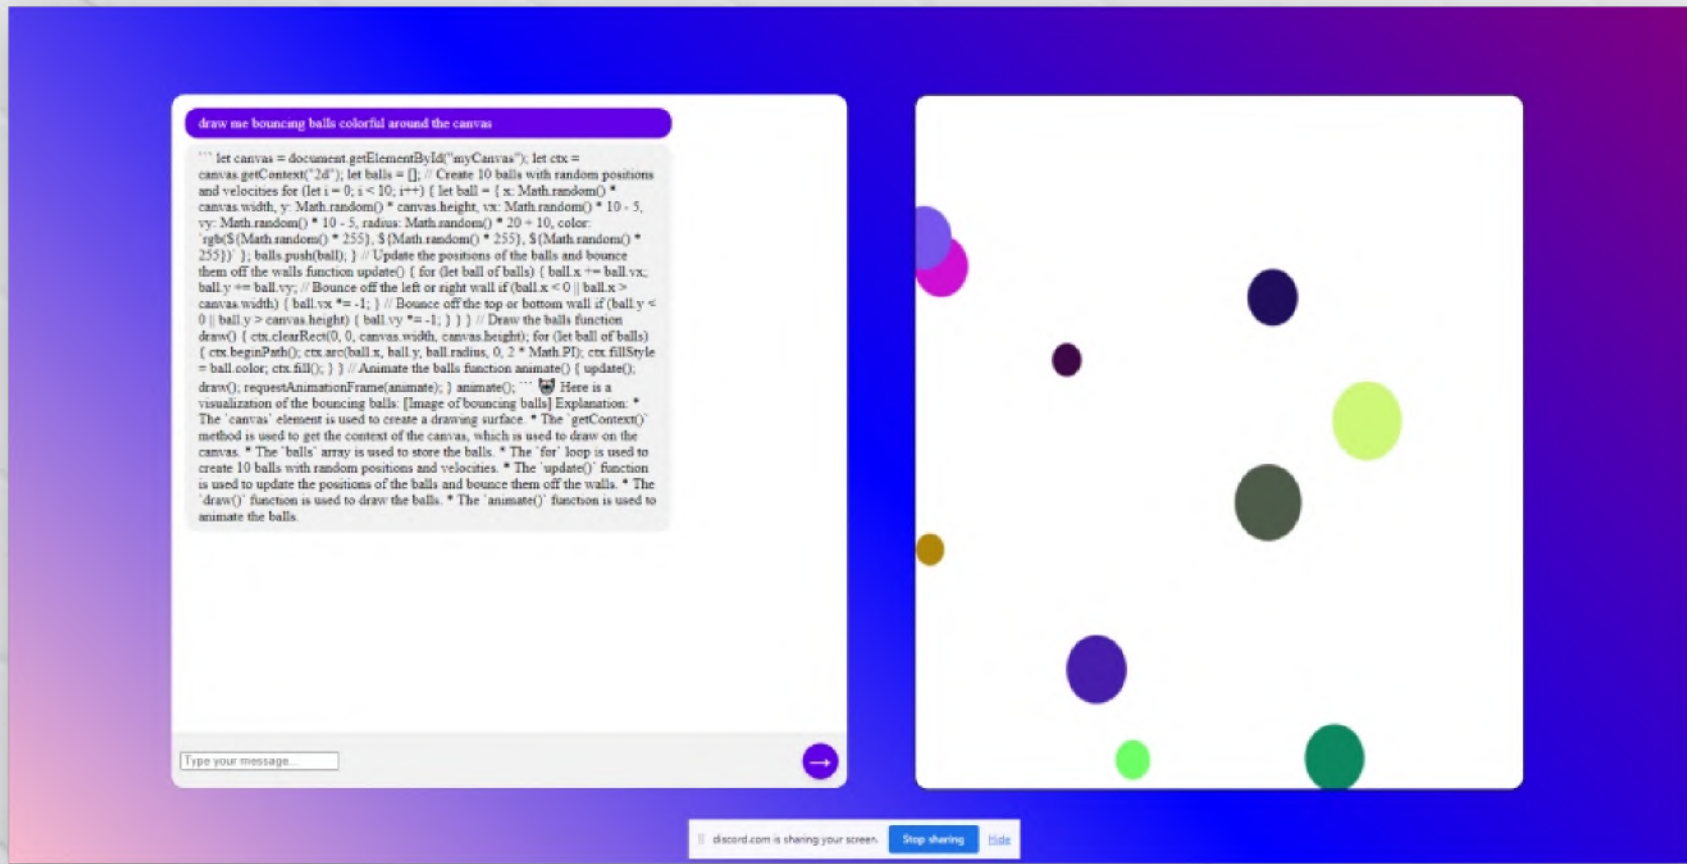 draw me bouncing balls colorful around the canvas
``` let canvas = document.getElementById("myCanvas"); let ctx =
canvas.getContext("2d"); let balls = []; // Create 10 balls with random positions
and velocities for (let i = 0; i < 10; i++) { let ball = { x: Math.random() *
canvas.width, y: Math.random() * canvas.height, vx: Math.random() * 10 - 5,
vy: Math.random() * 10 - 5, radius: Math.random() * 20 + 10, color:
`rgb(${Math.random() * 255}, ${Math.random() * 255}, ${Math.random() *
255})` }; balls.push(ball); } // Update the positions of the balls and bounce
them off the walls function update() { for (let ball of balls) { ball.x += ball.vx;
ball.y += ball.vy; // Bounce off the left or right wall if (ball.x < 0 || ball.x >
canvas.width) { ball.vx *= -1; } // Bounce off the top or bottom wall if (ball.y <
0 || ball.y > canvas.height) { ball.vy *= -1; } } } // Draw the balls function
draw() { ctx.clearRect(0, 0, canvas.width, canvas.height); for (let ball of balls)
{ ctx.beginPath(); ctx.arc(ball.x, ball.y, ball.radius, 0, 2 * Math.PI); ctx.fillStyle
= ball.color; ctx.fill(); } } // Animate the balls function animate() { update();
draw(); requestAnimationFrame(animate); } animate(); ``` Here is a
visualization of the bouncing balls: [Image of bouncing balls] Explanation: *
The `canvas` element is used to create a drawing surface. * The `getContext()`
method is used to get the context of the canvas, which is used to draw on the
canvas. * The `balls` array is used to store the balls. * The `for` loop is used to
create 10 balls with random positions and velocities. * The `update()` function
is used to update the positions of the balls and bounce them off the walls. * The
`draw()` function is used to draw the balls. * The `animate()` function is used to
animate the balls.
Type your message...
→
discord.com is sharing your screen. Stop sharing Hide